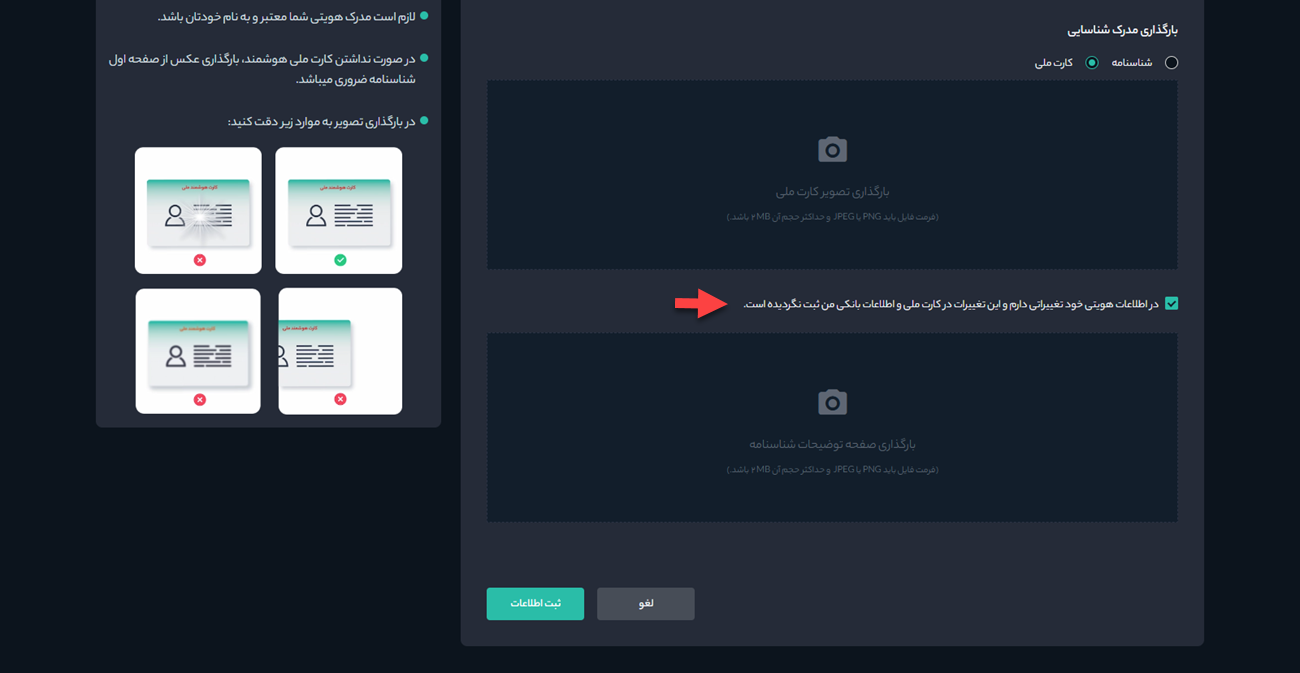 بارگذاری مدرک شناسایی
شناسنامه
کارت ملی
بارگذاری تصویر کارت ملی
(فرمت فایل باید PNG یا JPEG و حداکثر حجم آن ۲MB باشد.)
در اطلاعات هویتی خود تغییراتی دارم و این تغییرات در کارت ملی و اطلاعات بانکی من ثبت نگردیده است.
بارگذاری صفحه توضیحات شناسنامه
(فرمت فایل باید PNG یا JPEG و حداکثر حجم آن ۲MB باشد.)
لغو
ثبت اطلاعات
لازم است مدرک هویتی شما معتبر و به نام خودتان باشد.
در صورت نداشتن کارت ملی هوشمند، بارگذاری عکس از صفحه اول
شناسنامه ضروری میباشد.
در بارگذاری تصویر به موارد زیر دقت کنید:
کارت هوشمند ملی
کارت هوشمند ملی
کارت هوشمند ملی
کارت هوشمند ملی